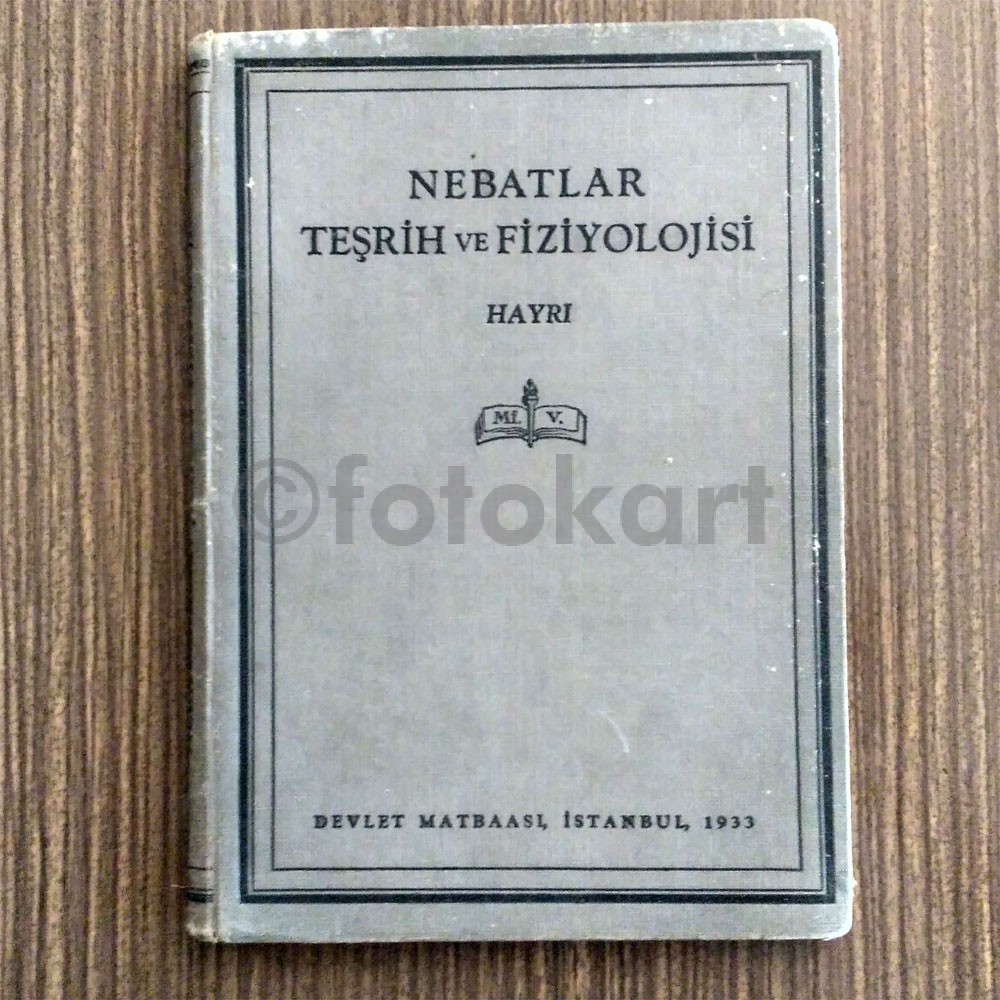 NEBATLAR
TEŞRİH VE FİZİYOLOJİSİ
HAYRI
Mİ. V.
©fotokart
DEVLET MATBAASI, İSTANBUL, 1933